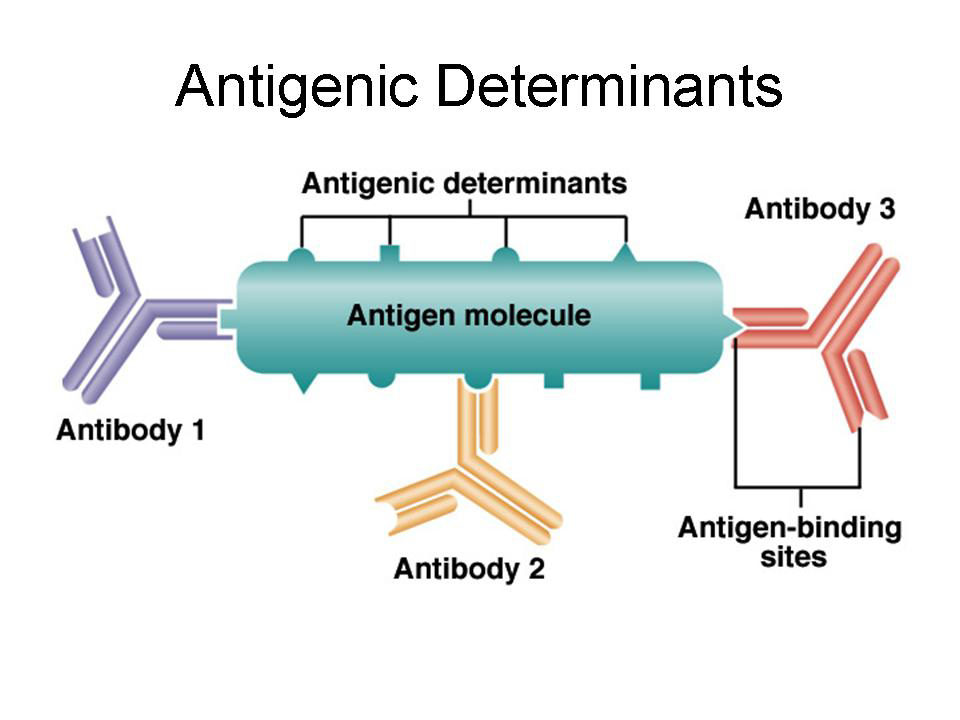 Antigenic Determinants
Antigenic determinants
Antibody 3
Antigen molecule
Antibody 1
Antigen-binding
sites
Antibody 2